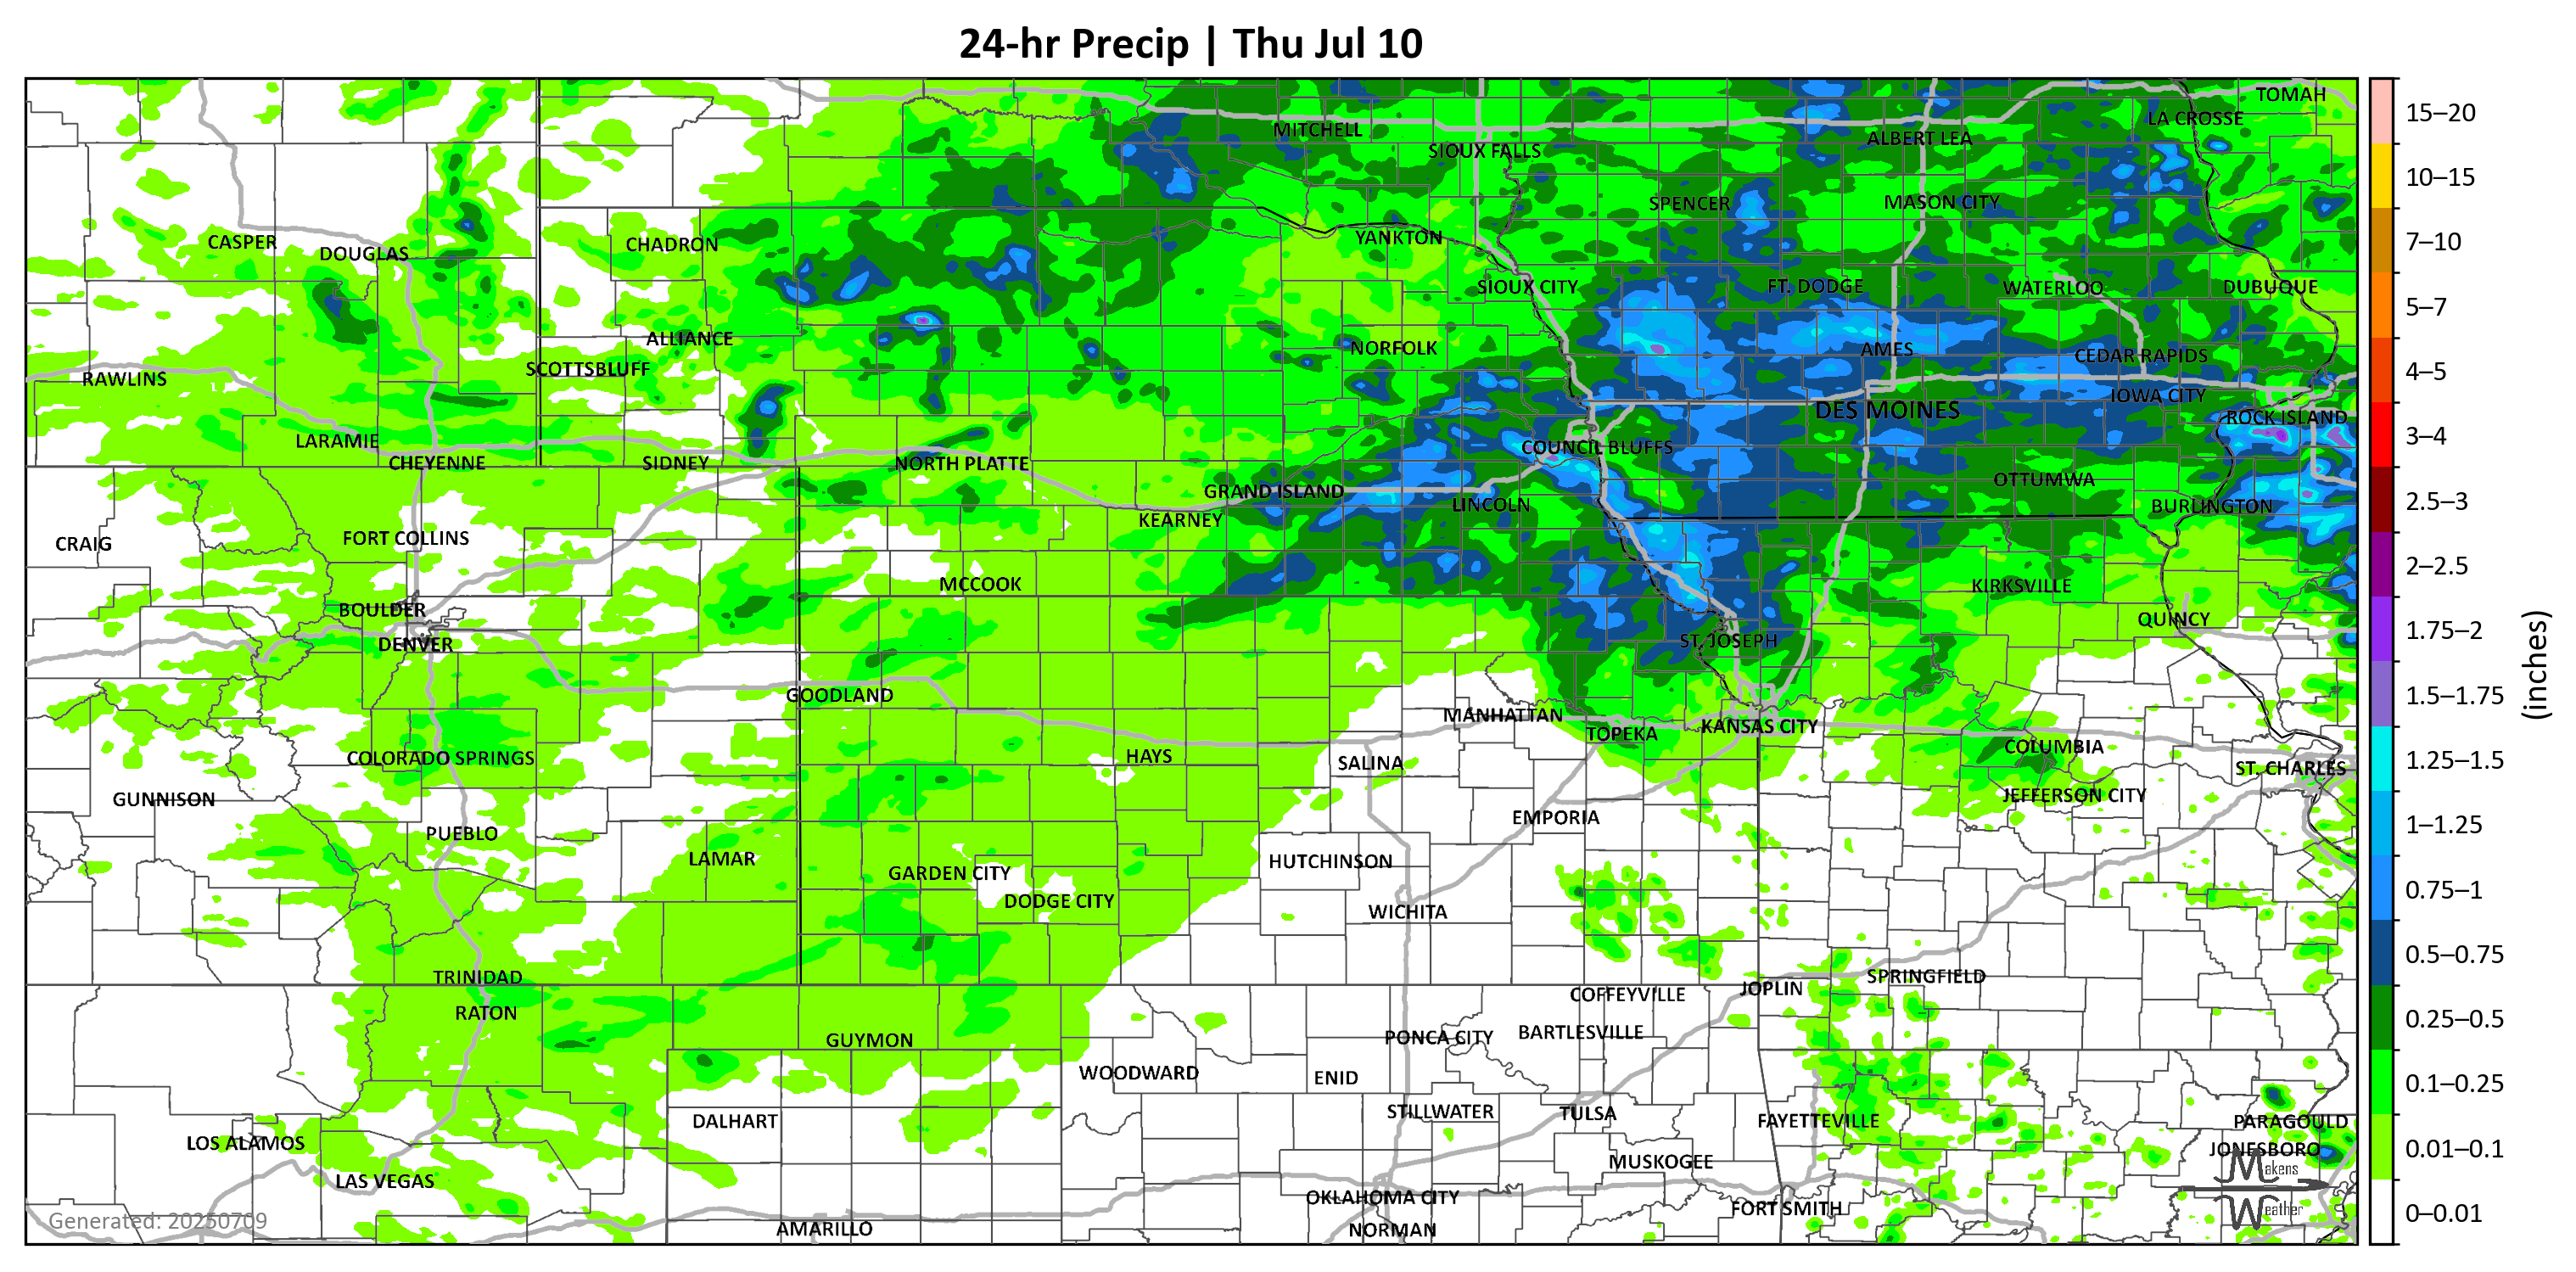 24-hr Precip | Thu Jul 10
TOMAH
LA CROSSE
MITCHELL
ALBERT LEA
SIOUX FALLS
SPENCER
MASON CITY
CASPER
CHADRON
YANKTON
DOUGLAS
SIOUX CITY
FT. DODGE
WATERLOO
DUBUQUE
ALLIANCE
NORFOLK
AMES
CEDAR RAPIDS
SCOTTSBLUFF
RAWLINS
IOWA CITY
DES MOINES
ROCK ISLAND
LARAMIE
COUNCIL BLUFFS
CHEYENNE
SIDNEY
NORTH PLATTE
OTTUMWA
GRAND ISLAND
LINCOLN
BURLINGTON
KEARNEY
FORT COLLINS
CRAIG
MCCOOK
KIRKSVILLE
BOULDER
QUINCY
DENVER
ST. JOSEPH
GOODLAND
MANHATTAN
KANSAS CITY
TOPEKA
COLUMBIA
HAYS
COLORADO SPRINGS
SALINA
ST. CHARLES
GUNNISON
JEFFERSON CITY
EMPORIA
PUEBLO
LAMAR
HUTCHINSON
GARDEN CITY
DODGE CITY
WICHITA
TRINIDAD
SPRINGFIELD
JOPLIN
COFFEYVILLE
RATON
BARTLESVILLE
PONCA CITY
GUYMON
WOODWARD
ENID
STILLWATER
TULSA
DALHART
FAYETTEVILLE
PARAGOULD
LOS ALAMOS
JONESBORO
MUSKOGEE
Makens
LAS VEGAS
OKLAHOMA CITY
FORT SMITH
Weather
Generated: 20250709
AMARILLO
NORMAN
15–20
10–15
7–10
5–7
4–5
3–4
2.5–3
2–2.5
1.75–2
1.5–1.75
1.25–1.5
1–1.25
0.75–1
0.5–0.75
0.25–0.5
0.1–0.25
0.01–0.1
0–0.01
(inches)